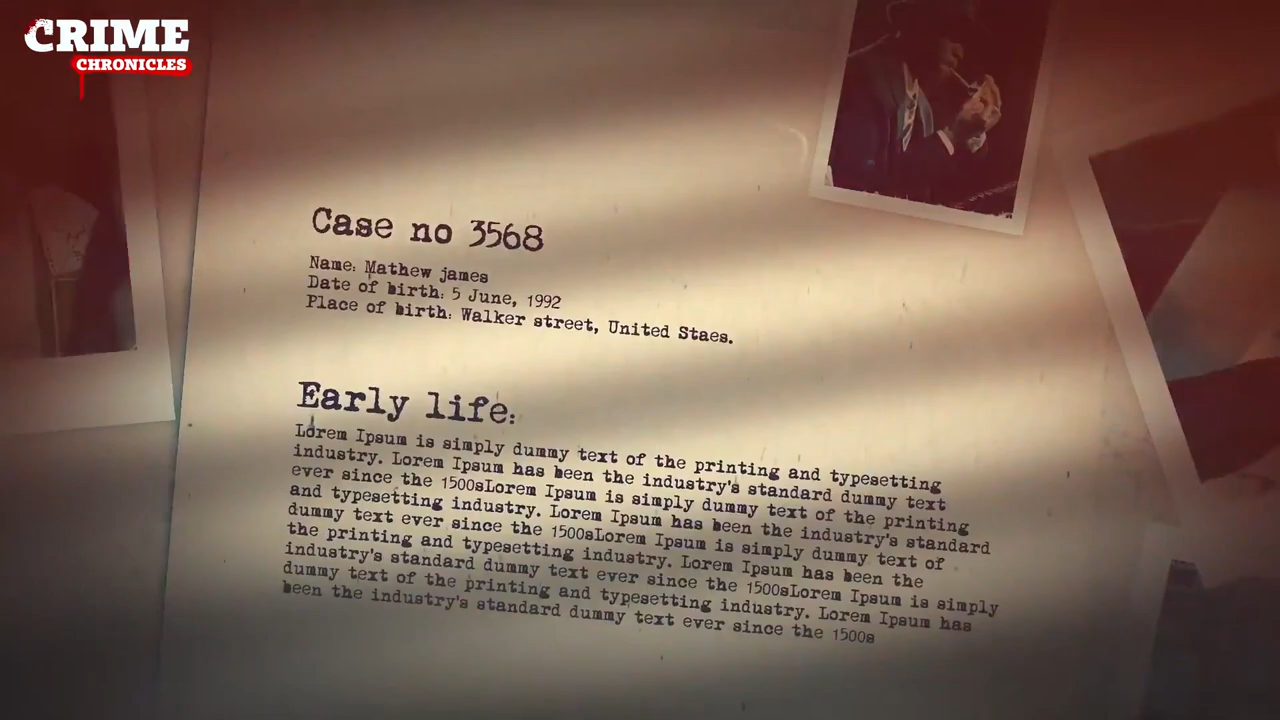 CRIME
CHRONICLES
Case no 3568
Name: Mathew james
Date of birth: 5 June, 1992
Place of birth: Walker street, United Staes.
Early life:
Lorem Ipsum is simply dummy text of the printing and typesetting
industry. Lorem Ipsum has been the industry's standard dummy text
ever since the 1500sLorem Ipsum is simply dummy text of the printing
and typesetting industry. Lorem Ipsum has been the industry's standard
dummy text ever since the 1500sLorem Ipsum is simply dummy text of
the printing and typesetting industry. Lorem Ipsum has been the
industry's standard dummy text ever since the 1500sLorem Ipsum is simply
dummy text of the printing and typesetting industry. Lorem Ipsum has
been the industry's standard dummy text ever since the 1500s